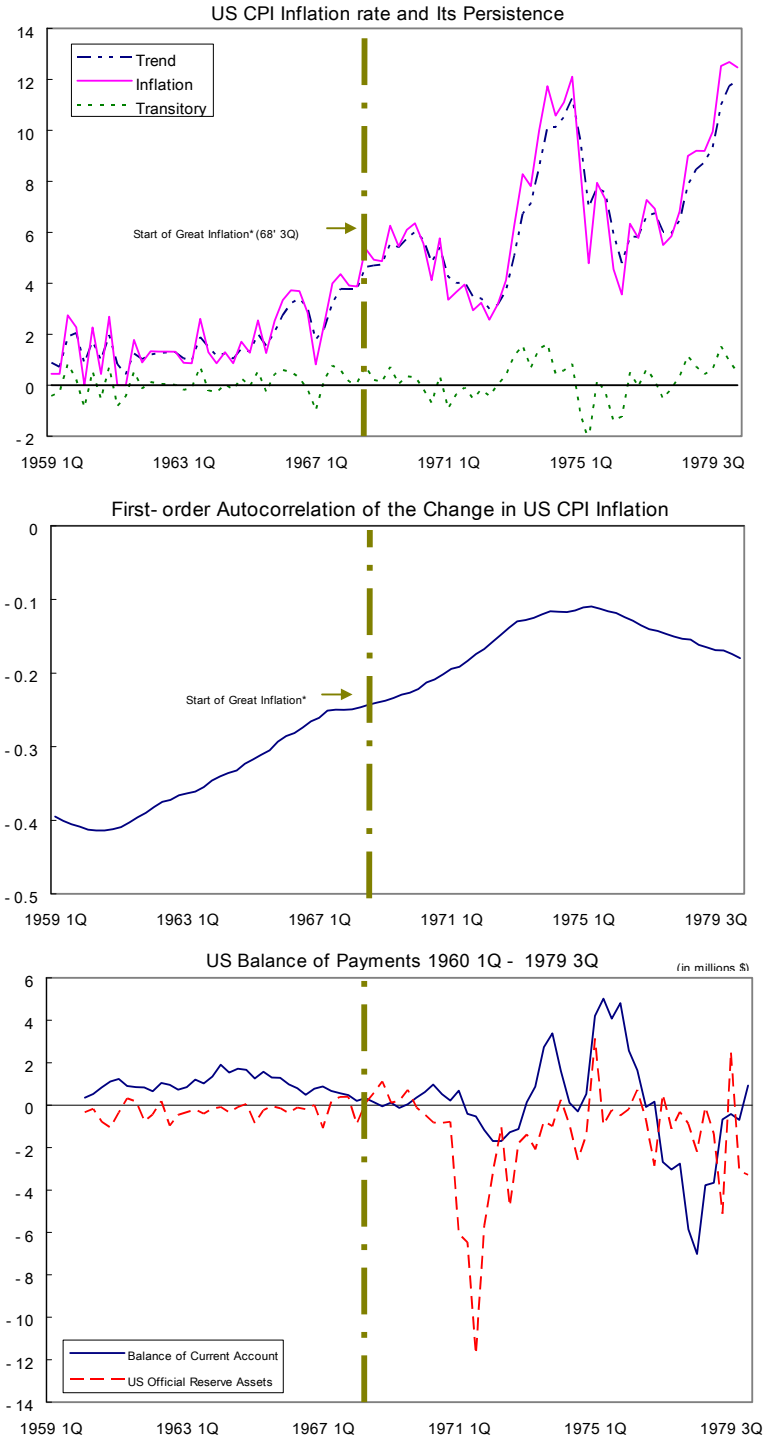 US CPI Inflation rate and Its Persistence
14
12
10
8
6
4
2
0
- 2
Trend
Inflation
Transitory
Start of Great Inflation* (68' 3Q)
1959 1Q 1963 1Q 1967 1Q 1971 1Q 1975 1Q 1979 3Q
First- order Autocorrelation of the Change in US CPI Inflation
0
- 0.1
- 0.2
- 0.3
- 0.4
- 0.5
Start of Great Inflation*
1959 1Q 1963 1Q 1967 1Q 1971 1Q 1975 1Q 1979 3Q
US Balance of Payments 1960 1Q - 1979 3Q
(in millions $)
6
4
2
0
- 2
- 4
- 6
- 8
- 10
- 12
- 14
Balance of Current Account
US Official Reserve Assets
1959 1Q 1963 1Q 1967 1Q 1971 1Q 1975 1Q 1979 3Q